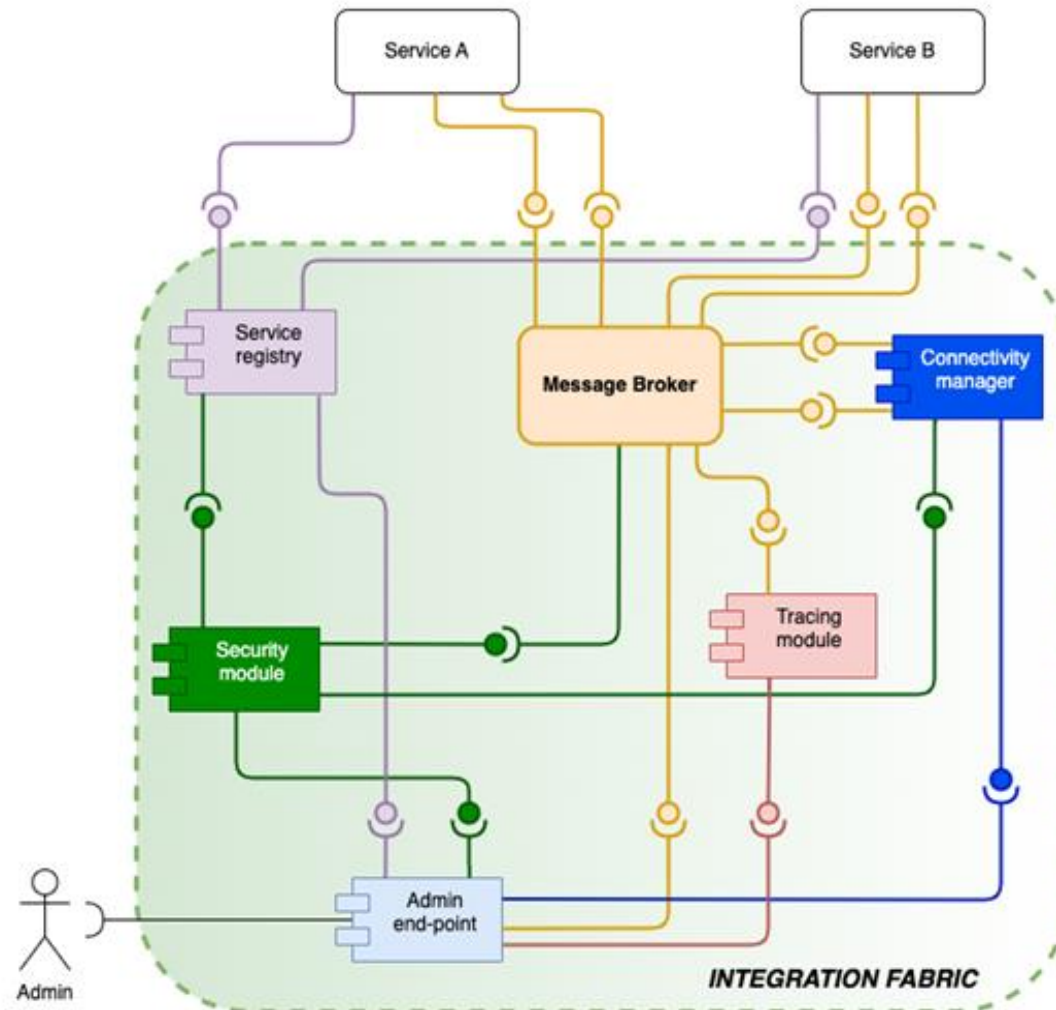 Service A
Service B
Service
registry
Message Broker
Connectivity
manager
Security
module
Tracing
module
Admin
end-point
Admin
INTEGRATION FABRIC